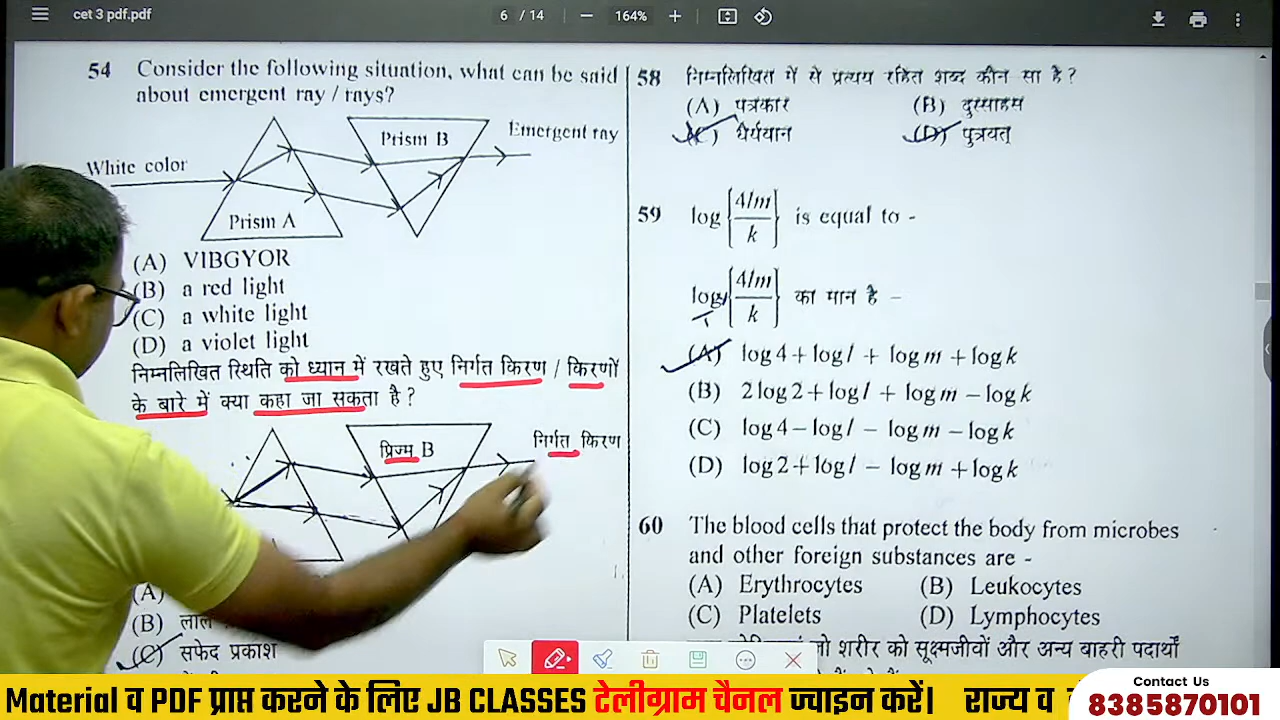 cet 3 pdf.pdf
6 / 14
164%
54 Consider the following situation, what can be said
about emergent ray / rays?
Prism B
Emergent ray
White color
Prism A
(A) VIBGYOR
(B) a red light
(C) a white light
(D) a violet light
निम्नलिखित स्थिति को ध्यान में रखते हुए निर्गत किरण / किरणों
के बारे में क्या कहा जा सकता है ?
प्रिज्म B
निर्गत किरण
(A)
(B) लाल
(C) सफेद प्रकाश
58 निम्नलिखित में से प्रत्यय रहित शब्द कौन सा है ?
(A) पत्रकार (B) दुस्साहस
(C) धैर्यवान (D) पुत्रवत्
59 log {4lm/k} is equal to -
log {4lm/k} का मान है –
(A) log 4 + log l + log m + log k
(B) 2 log 2 + log l + log m – log k
(C) log 4 – log l – log m – log k
(D) log 2 + log l – log m + log k
60 The blood cells that protect the body from microbes
and other foreign substances are -
(A) Erythrocytes (B) Leukocytes
(C) Platelets (D) Lymphocytes
जो शरीर को सूक्ष्मजीवों और अन्य बाहरी पदार्थों
Material व PDF प्राप्त करने के लिए JB CLASSES टेलीग्राम चैनल ज्वाइन करें। राज्य व
Contact Us
8385870101